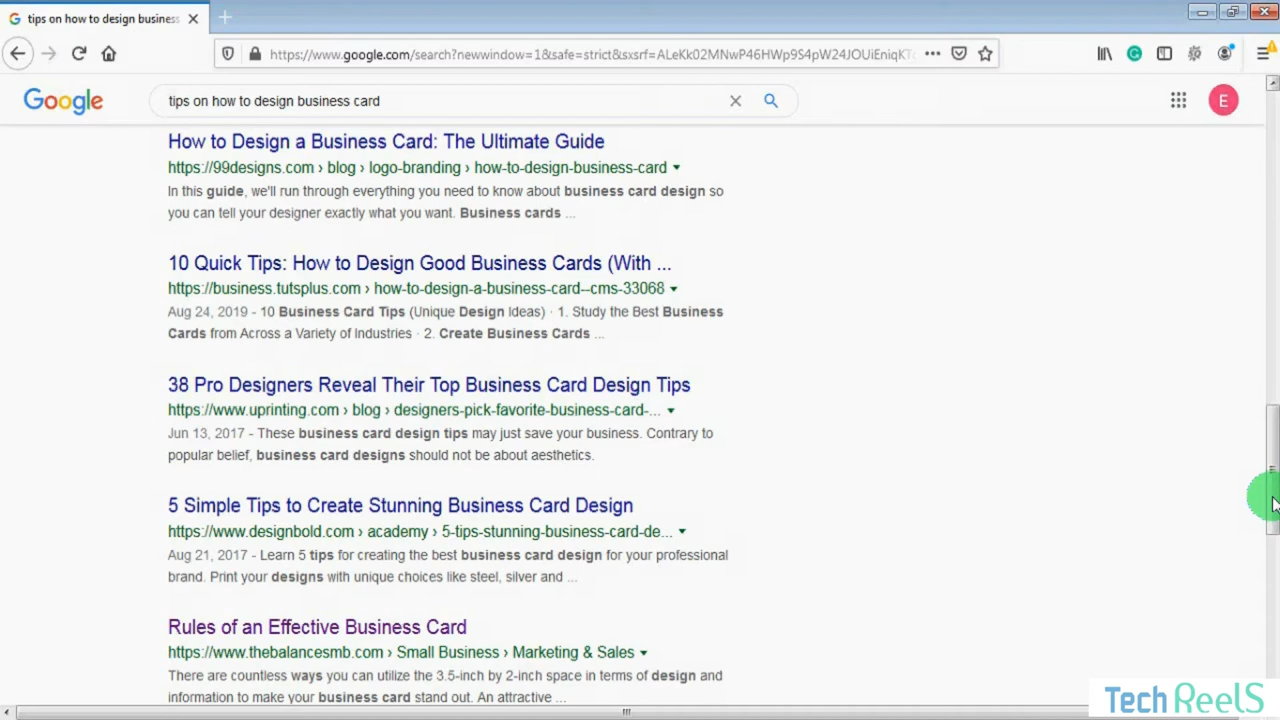 tips on how to design business
https://www.google.com/search?newwindow=1&safe=strict&sxsrf=ALeKk02MNwP46HWp9S4pW24JOUiEniqKT
Google
tips on how to design business card
E
How to Design a Business Card: The Ultimate Guide
https://99designs.com › blog › logo-branding › how-to-design-business-card
In this guide, we'll run through everything you need to know about business card design so
you can tell your designer exactly what you want. Business cards ...
10 Quick Tips: How to Design Good Business Cards (With ...
https://business.tutsplus.com › how-to-design-a-business-card--cms-33068
Aug 24, 2019 - 10 Business Card Tips (Unique Design Ideas) · 1. Study the Best Business
Cards from Across a Variety of Industries · 2. Create Business Cards ...
38 Pro Designers Reveal Their Top Business Card Design Tips
https://www.uprinting.com › blog › designers-pick-favorite-business-card-...
Jun 13, 2017 - These business card design tips may just save your business. Contrary to
popular belief, business card designs should not be about aesthetics.
5 Simple Tips to Create Stunning Business Card Design
https://www.designbold.com › academy › 5-tips-stunning-business-card-de...
Aug 21, 2017 - Learn 5 tips for creating the best business card design for your professional
brand. Print your designs with unique choices like steel, silver and ...
Rules of an Effective Business Card
https://www.thebalancesmb.com › Small Business › Marketing & Sales
There are countless ways you can utilize the 3.5-inch by 2-inch space in terms of design and
information to make your business card stand out. An attractive ...
Tech ReelS